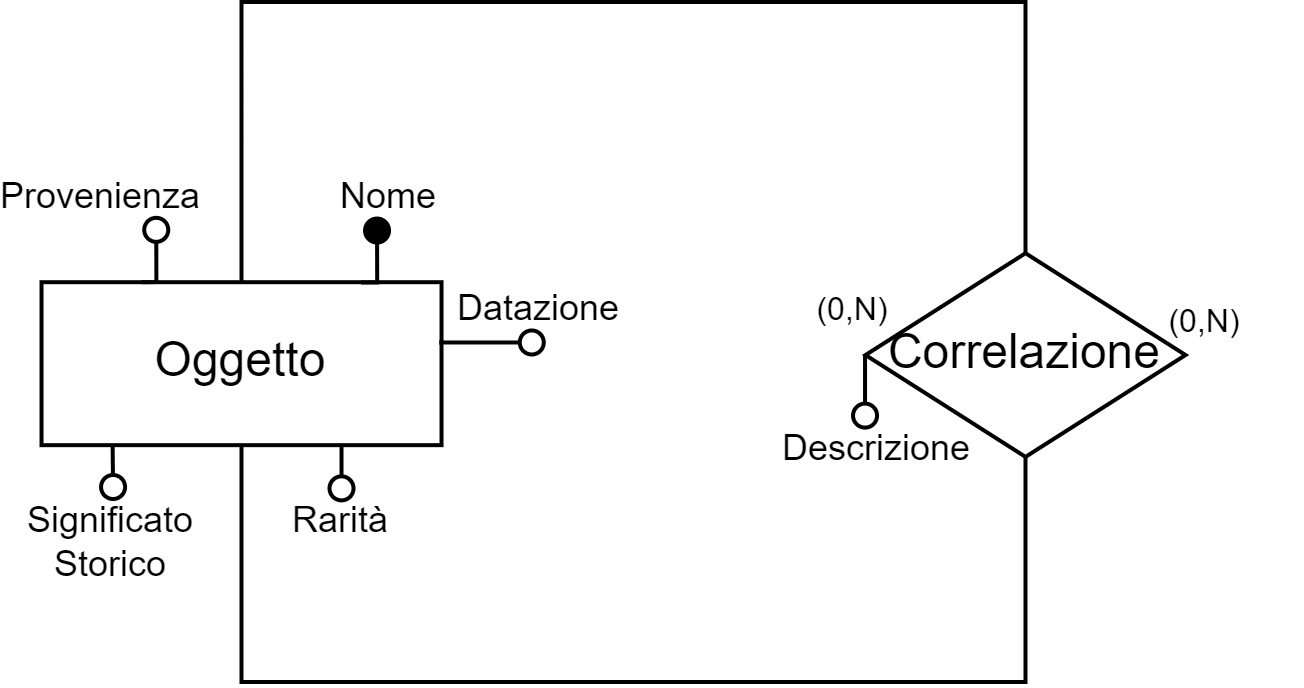 Provenienza
Nome
Datazione
Oggetto
(0,N)
(0,N)
Correlazione
Descrizione
Significato
Storico
Rarità